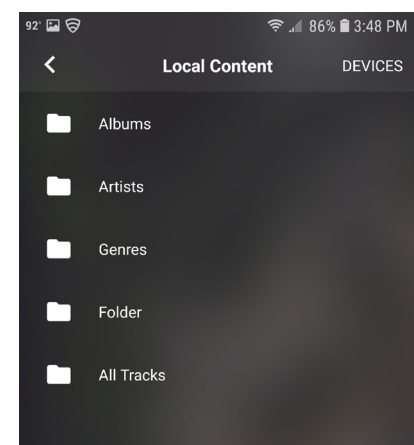 92° 86% 3:48 PM
Local Content DEVICES
Albums
Artists
Genres
Folder
All Tracks